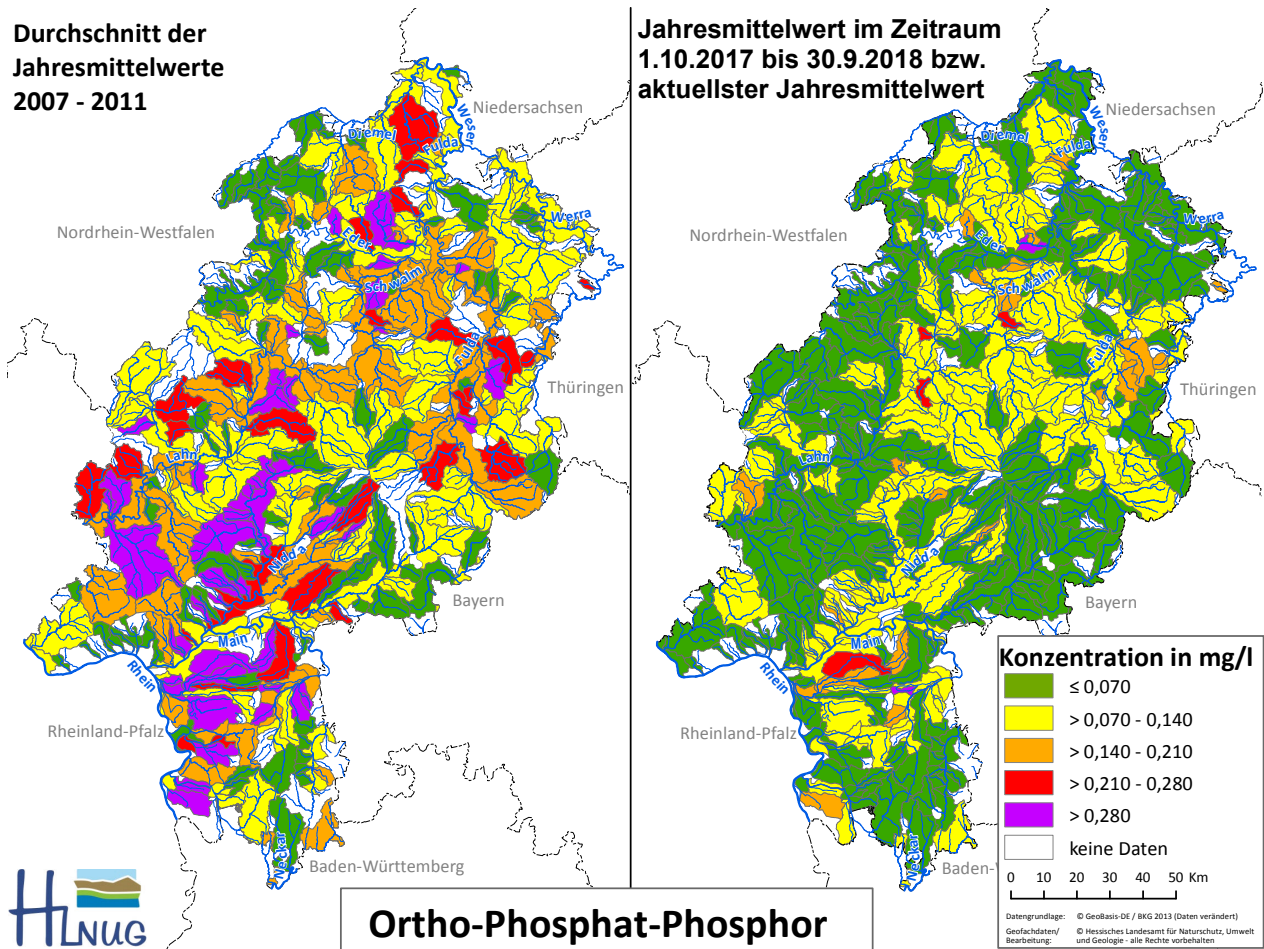 Durchschnitt der
Jahresmittelwerte
2007 - 2011
Niedersachsen
Weser
Diemel
Fulda
Werra
Nordrhein-Westfalen
Eder
Schwalm
Fulda
Thüringen
Lahn
Nidda
Bayern
Main
Rhein
Rheinland-Pfalz
Neckar
Baden-Württemberg
HLNUG
Jahresmittelwert im Zeitraum
1.10.2017 bis 30.9.2018 bzw.
aktuellster Jahresmittelwert
Niedersachsen
Weser
Diemel
Fulda
Werra
Nordrhein-Westfalen
Eder
Schwalm
Fulda
Thüringen
Lahn
Nidda
Bayern
Main
Rhein
Rheinland-Pfalz
Neckar
Baden-
Konzentration in mg/l
≤ 0,070
> 0,070 - 0,140
> 0,140 - 0,210
> 0,210 - 0,280
> 0,280
keine Daten
0 10 20 30 40 50 Km
Datengrundlage: © GeoBasis-DE / BKG 2013 (Daten verändert)
Geofachdaten/ © Hessisches Landesamt für Naturschutz, Umwelt
Bearbeitung: und Geologie - alle Rechte vorbehalten
Ortho-Phosphat-Phosphor